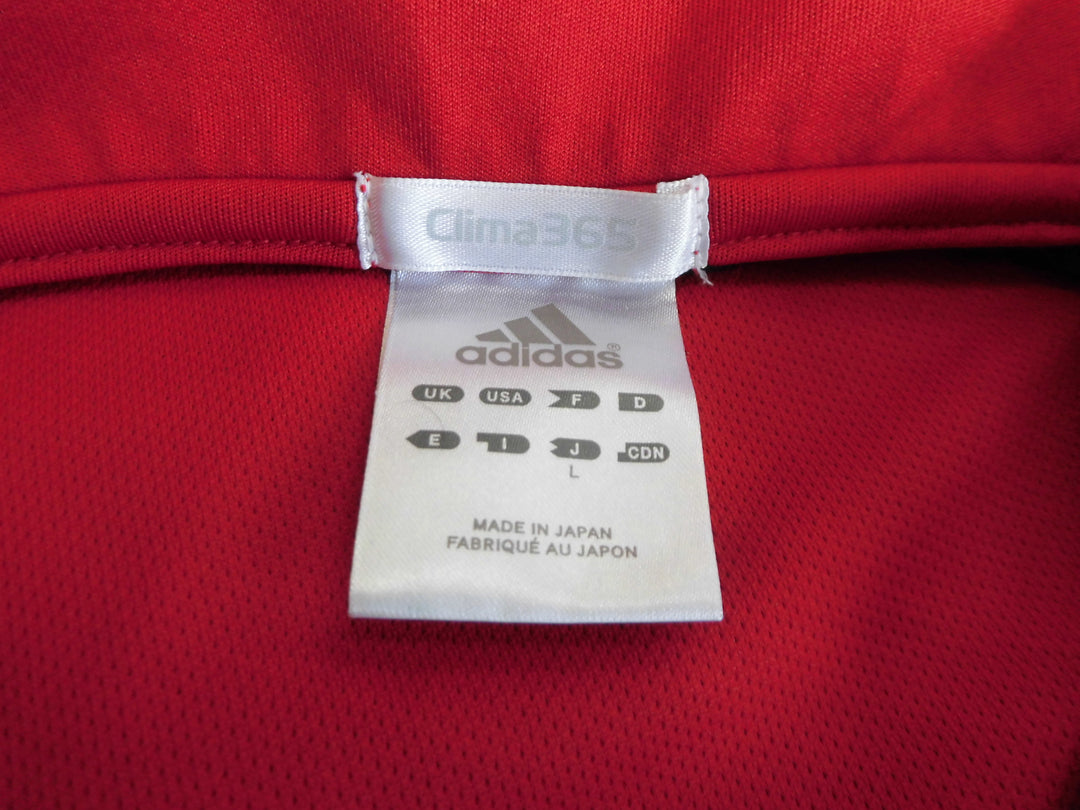 Clima365
adidas®
UK USA F D
E I J CDN
L
MADE IN JAPAN
FABRIQUÉ AU JAPON